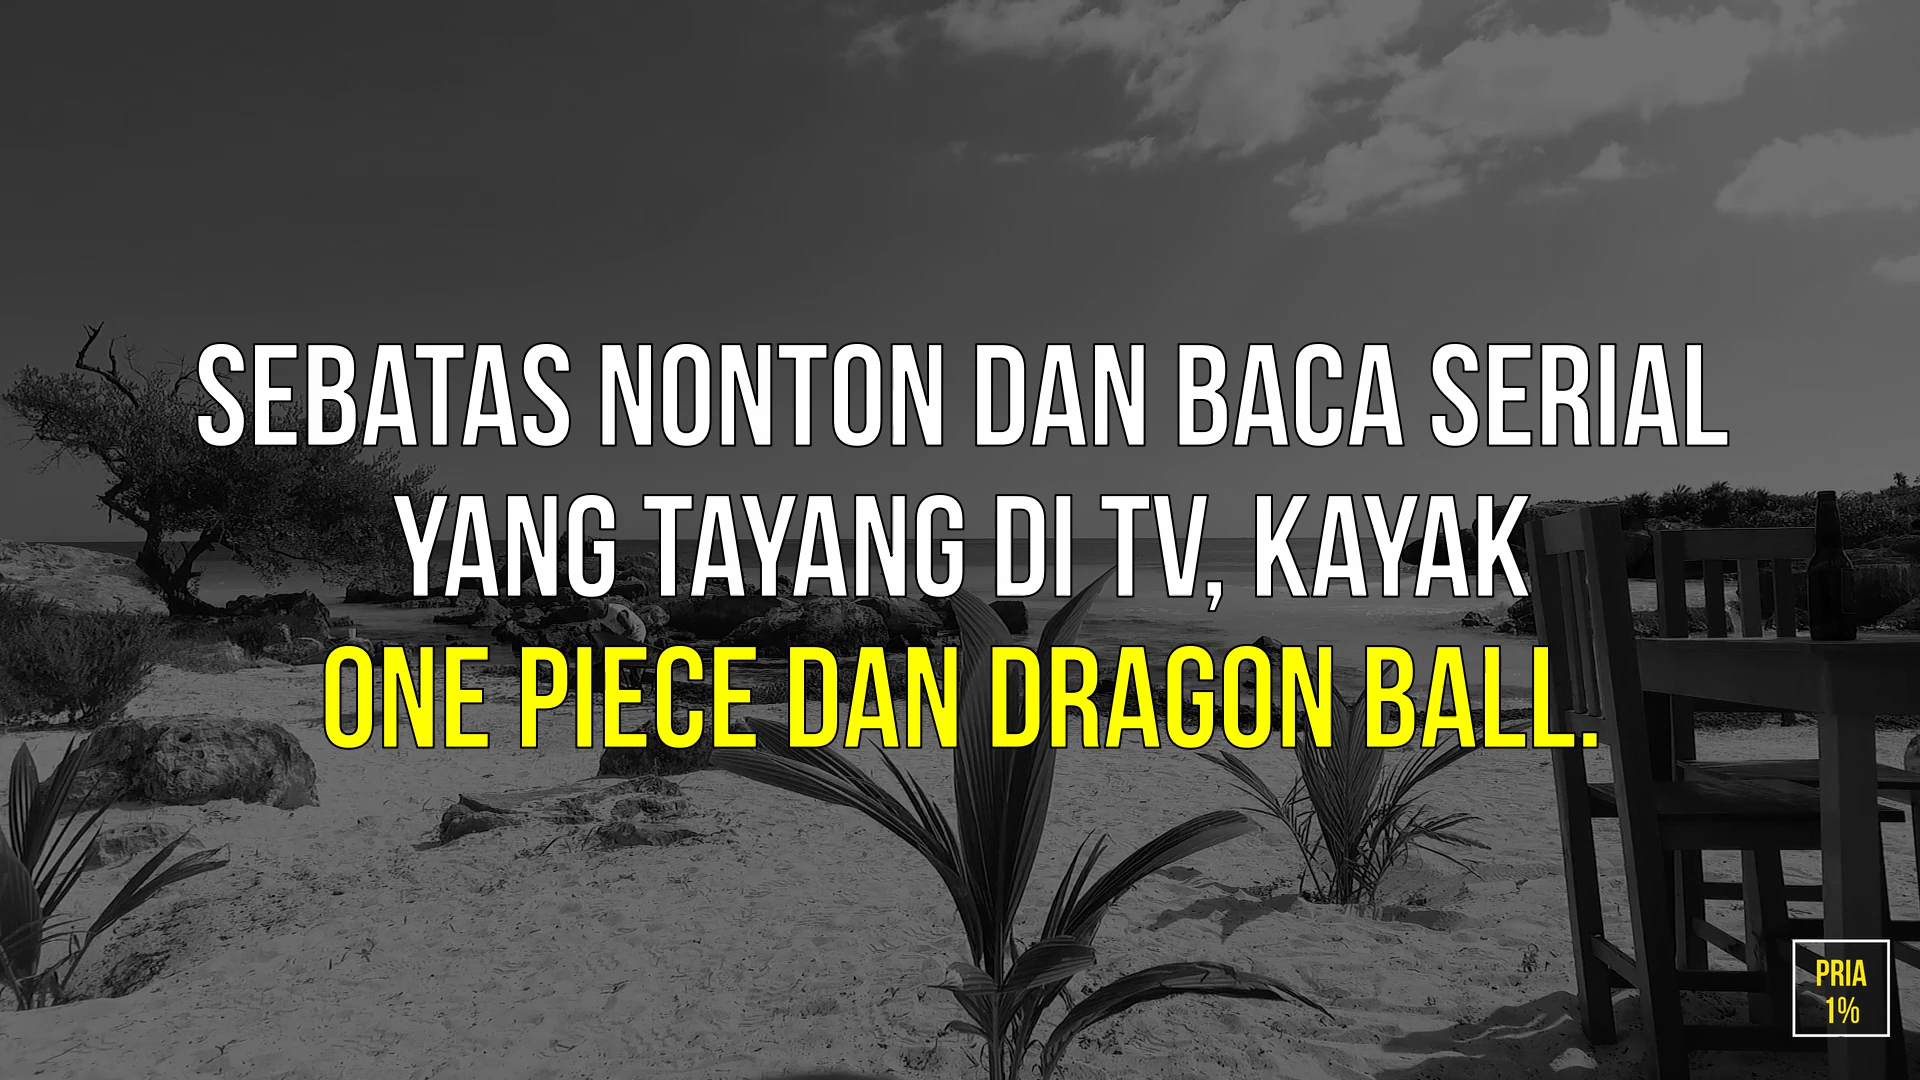 SEBATAS NONTON DAN BACA SERIAL
YANG TAYANG DI TV, KAYAK
ONE PIECE DAN DRAGON BALL.
PRIA
1%